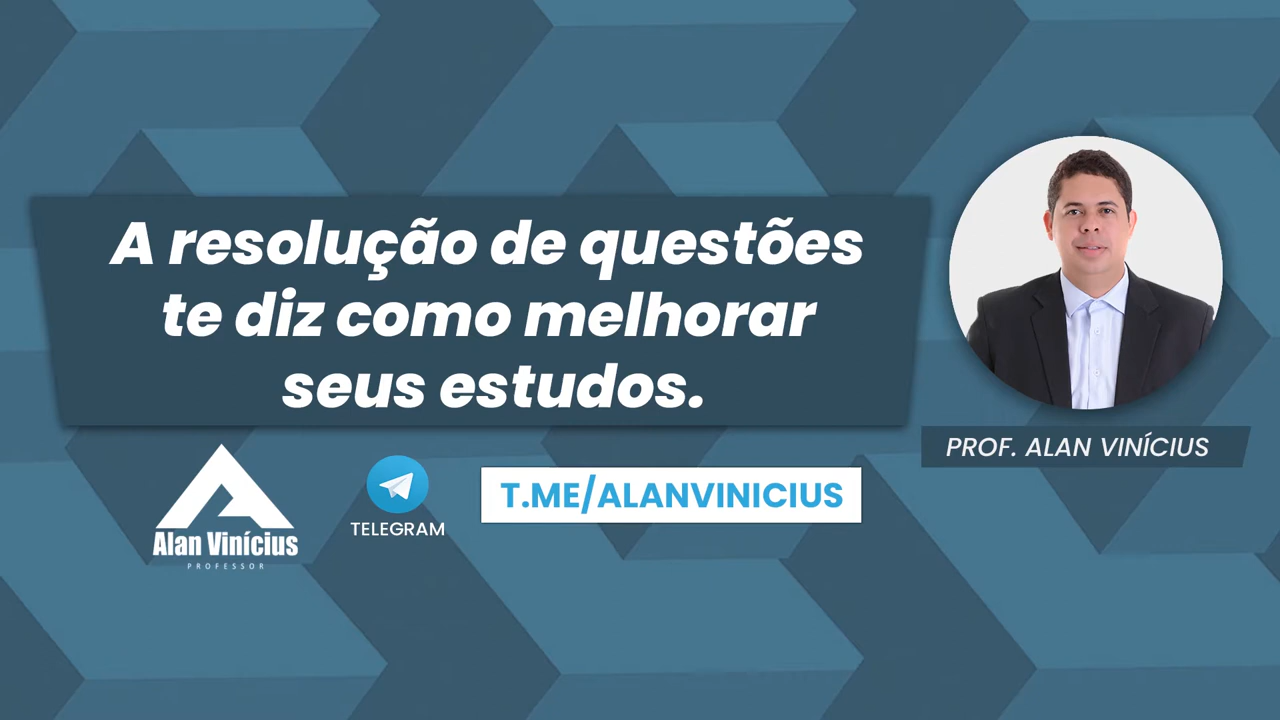 A resolução de questões
te diz como melhorar
seus estudos.
PROF. ALAN VINÍCIUS
Alan Vinícius
PROFESSOR
TELEGRAM
T.ME/ALANVINICIUS